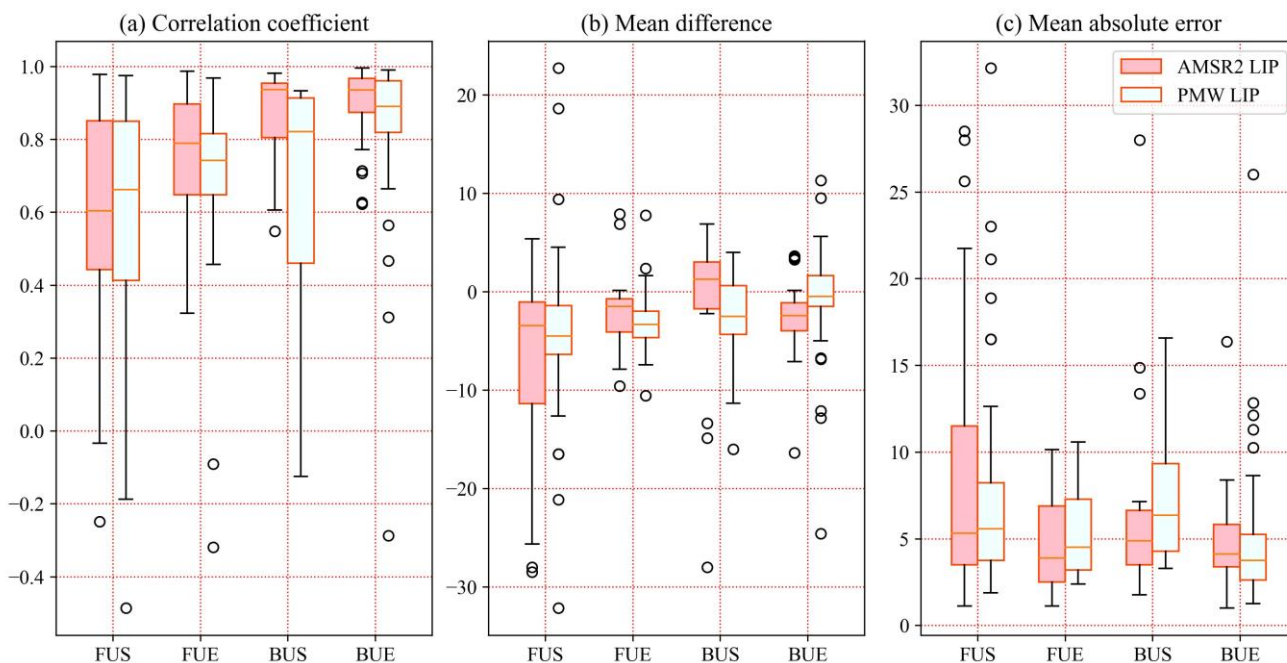 (a) Correlation coefficient
(b) Mean difference
(c) Mean absolute error
1.0
0.8
0.6
0.4
0.2
0.0
−0.2
−0.4
FUS FUE BUS BUE
20
10
0
−10
−20
−30
FUS FUE BUS BUE
AMSR2 LIP
PMW LIP
30
25
20
15
10
5
0
FUS FUE BUS BUE